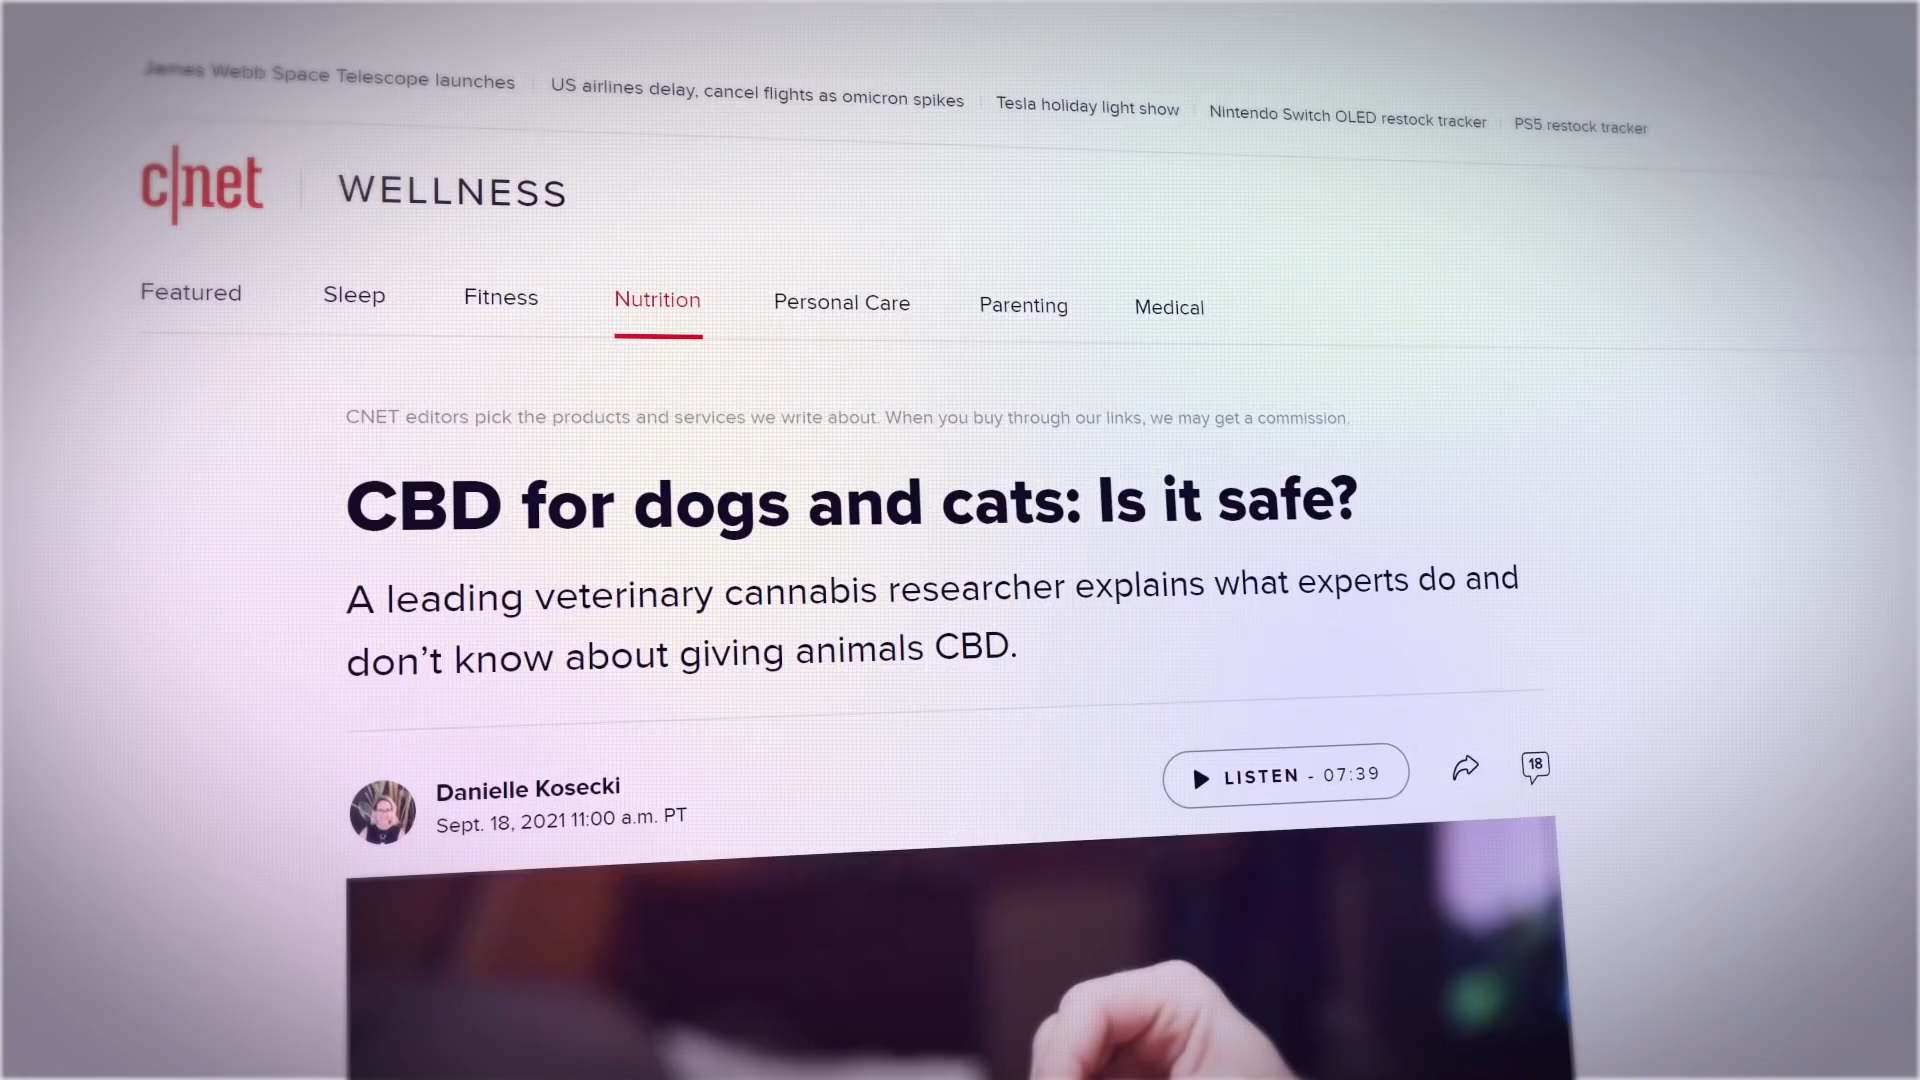 James Webb Space Telescope launches
US airlines delay, cancel flights as omicron spikes
Tesla holiday light show
Nintendo Switch OLED restock tracker
PS5 restock tracker
c|net
WELLNESS
Featured
Sleep
Fitness
Nutrition
Personal Care
Parenting
Medical
CNET editors pick the products and services we write about. When you buy through our links, we may get a commission.
CBD for dogs and cats: Is it safe?
A leading veterinary cannabis researcher explains what experts do and
don't know about giving animals CBD.
Danielle Kosecki
Sept. 18, 2021 11:00 a.m. PT
LISTEN - 07:39
18